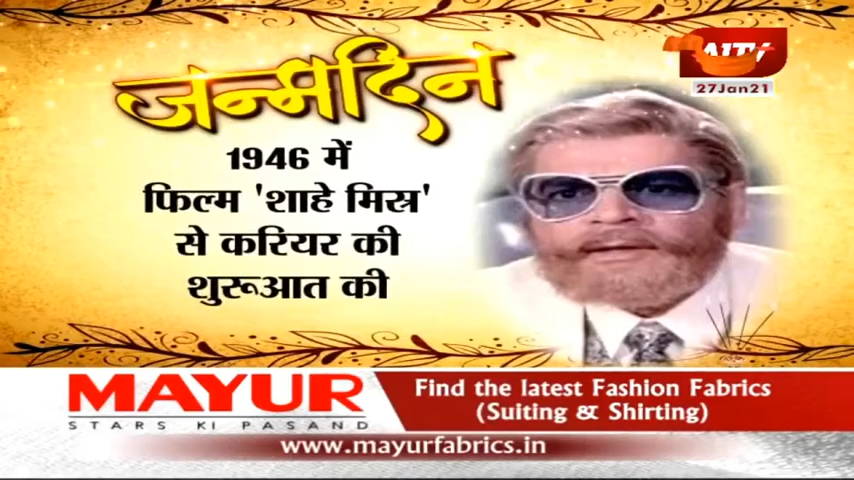 जन्मदिन
27Jan21
1946 में
फिल्म 'शाहे मिस्र'
से करियर की
शुरूआत की
MAYUR
STARS KI PASAND
Find the latest Fashion Fabrics
(Suiting & Shirting)
www.mayurfabrics.in